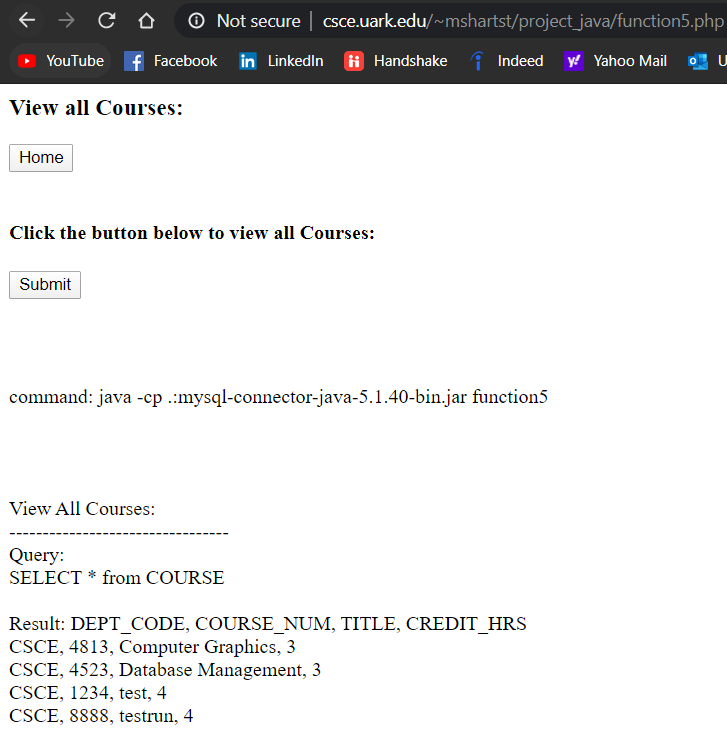 Not secure | csce.uark.edu/~mshartst/project_java/function5.php
YouTube Facebook LinkedIn Handshake Indeed Yahoo Mail U
View all Courses:
Home
Click the button below to view all Courses:
Submit
command: java -cp .:mysql-connector-java-5.1.40-bin.jar function5
View All Courses:
---------------------------------
Query:
SELECT * from COURSE
Result: DEPT_CODE, COURSE_NUM, TITLE, CREDIT_HRS
CSCE, 4813, Computer Graphics, 3
CSCE, 4523, Database Management, 3
CSCE, 1234, test, 4
CSCE, 8888, testrun, 4